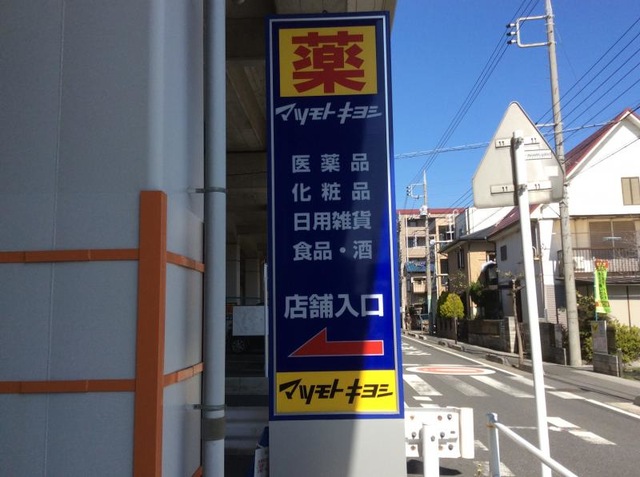 薬
マツモトキヨシ
医薬品
化粧品
日用雑貨
食品・酒
店舗入口
マツモトキヨシ